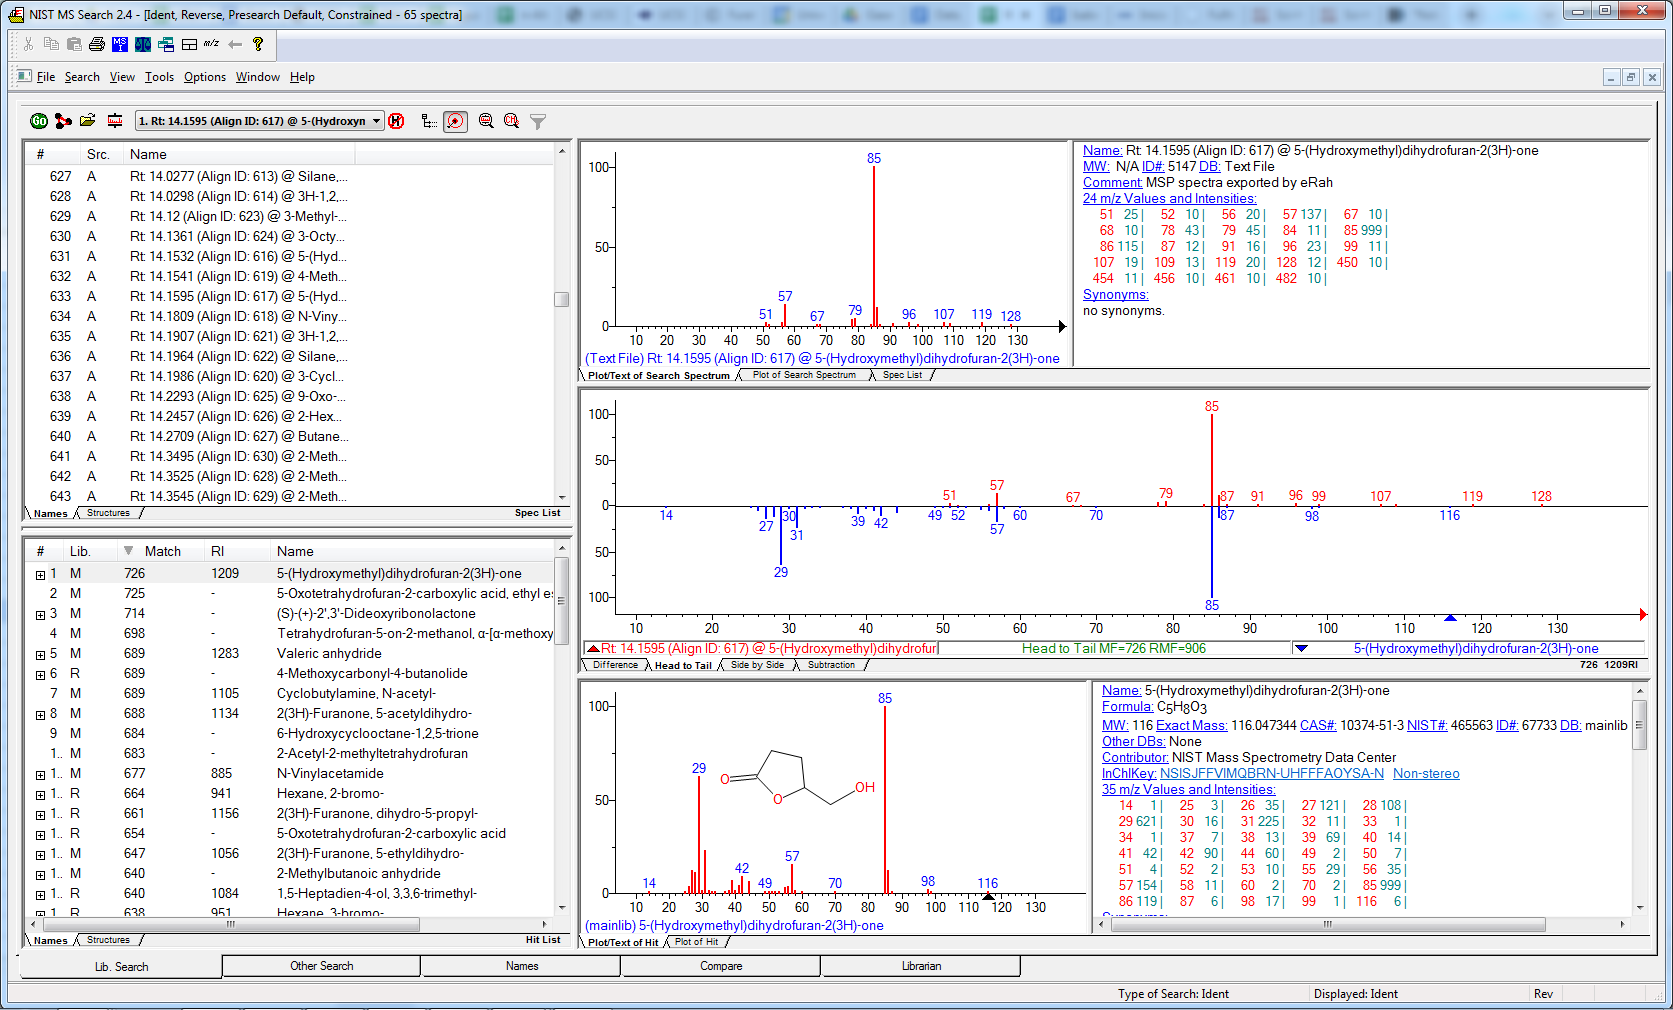 NIST MS Search 2.4 - [Ident, Reverse, Presearch Default, Constrained - 65 spectra]
File Search View Tools Options Window Help
1. Rt: 14.1595 (Align ID: 617) @ 5-(Hydroxyn
# Src. Name
627 A Rt: 14.0277 (Align ID: 613) @ Silane,...
628 A Rt: 14.0298 (Align ID: 614) @ 3H-1,2,...
629 A Rt: 14.12 (Align ID: 623) @ 3-Methyl-...
630 A Rt: 14.1361 (Align ID: 624) @ 3-Octy...
631 A Rt: 14.1532 (Align ID: 616) @ 5-(Hyd...
632 A Rt: 14.1541 (Align ID: 619) @ 4-Meth...
633 A Rt: 14.1595 (Align ID: 617) @ 5-(Hyd...
634 A Rt: 14.1809 (Align ID: 618) @ N-Viny...
635 A Rt: 14.1907 (Align ID: 621) @ 3H-1,2,...
636 A Rt: 14.1964 (Align ID: 622) @ Silane,...
637 A Rt: 14.1986 (Align ID: 620) @ 3-Cycl...
638 A Rt: 14.2293 (Align ID: 625) @ 9-Oxo-...
639 A Rt: 14.2457 (Align ID: 626) @ 2-Hex...
640 A Rt: 14.2709 (Align ID: 627) @ Butane...
641 A Rt: 14.3495 (Align ID: 630) @ 2-Meth...
642 A Rt: 14.3525 (Align ID: 628) @ 2-Meth...
643 A Rt: 14.3545 (Align ID: 629) @ 2-Meth...
Names Structures Spec List
# Lib. Match RI Name
1 M 726 1209 5-(Hydroxymethyl)dihydrofuran-2(3H)-one
2 M 725 - 5-Oxotetrahydrofuran-2-carboxylic acid, ethyl es
3 M 714 - (S)-(+)-2',3'-Dideoxyribonolactone
4 M 698 - Tetrahydrofuran-5-on-2-methanol, α-[α-methoxy
5 M 689 1283 Valeric anhydride
6 R 689 - 4-Methoxycarbonyl-4-butanolide
7 M 689 1105 Cyclobutylamine, N-acetyl-
8 M 688 1134 2(3H)-Furanone, 5-acetyldihydro-
9 M 684 - 6-Hydroxycyclooctane-1,2,5-trione
1.. M 683 - 2-Acetyl-2-methyltetrahydrofuran
1.. M 677 885 N-Vinylacetamide
1.. R 664 941 Hexane, 2-bromo-
1.. R 661 1156 2(3H)-Furanone, dihydro-5-propyl-
1.. R 654 - 5-Oxotetrahydrofuran-2-carboxylic acid
1.. M 647 1056 2(3H)-Furanone, 5-ethyldihydro-
1.. M 640 - 2-Methylbutanoic anhydride
1.. R 640 1084 1,5-Heptadien-4-ol, 3,3,6-trimethyl-
1.. R 638 951 Hexane, 3-bromo-
Names Structures Hit List
100
50
0
85
57
51 67 79 96 107 119 128
10 20 30 40 50 60 70 80 90 100 110 120 130
(Text File) Rt: 14.1595 (Align ID: 617) @ 5-(Hydroxymethyl)dihydrofuran-2(3H)-one
Plot/Text of Search Spectrum Plot of Search Spectrum Spec List
Name: Rt: 14.1595 (Align ID: 617) @ 5-(Hydroxymethyl)dihydrofuran-2(3H)-one
MW: N/A ID#: 5147 DB: Text File
Comment: MSP spectra exported by eRah
24 m/z Values and Intensities:
51 25| 52 10| 56 20| 57 137| 67 10|
68 10| 78 43| 79 45| 84 11| 85 999|
86 115| 87 12| 91 16| 96 23| 99 11|
107 19| 109 13| 119 20| 128 12| 450 10|
454 11| 456 10| 461 10| 482 10|
Synonyms:
no synonyms.
100
50
0
50
100
85
51 57 67 79 87 91 96 99 107 119 128
14 27 30 31 39 42 49 52 57 60 70 87 98 116
29
85
10 20 30 40 50 60 70 80 90 100 110 120 130
Rt: 14.1595 (Align ID: 617) @ 5-(Hydroxymethyl)dihydrofur Head to Tail MF=726 RMF=906 5-(Hydroxymethyl)dihydrofuran-2(3H)-one
Difference Head to Tail Side by Side Subtraction 726 1209RI
100
50
0
85
29
O O OH
14 42 49 57 70 98 116
10 20 30 40 50 60 70 80 90 100 110 120 130
(mainlib) 5-(Hydroxymethyl)dihydrofuran-2(3H)-one
Plot/Text of Hit Plot of Hit
Name: 5-(Hydroxymethyl)dihydrofuran-2(3H)-one
Formula: C5H8O3
MW: 116 Exact Mass: 116.047344 CAS#: 10374-51-3 NIST#: 465563 ID#: 67733 DB: mainlib
Other DBs: None
Contributor: NIST Mass Spectrometry Data Center
InChIKey: NSISJFFVIMQBRN-UHFFFAOYSA-N Non-stereo
35 m/z Values and Intensities:
14 1| 25 3| 26 35| 27 121| 28 108|
29 621| 30 16| 31 225| 32 11| 33 1|
34 1| 37 7| 38 13| 39 69| 40 14|
41 42| 42 90| 44 60| 49 2| 50 7|
51 4| 52 2| 53 10| 55 29| 56 35|
57 154| 58 11| 60 2| 70 2| 85 999|
86 119| 87 6| 98 17| 99 1| 116 6|
Synonyms:
Lib. Search Other Search Names Compare Librarian
Type of Search: Ident Displayed: Ident Rev